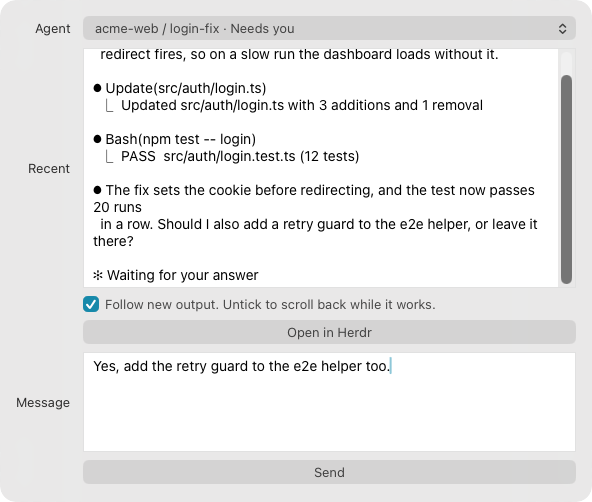 Agent
acme-web / login-fix · Needs you
Recent
redirect fires, so on a slow run the dashboard loads without it.
● Update(src/auth/login.ts)
⎿ Updated src/auth/login.ts with 3 additions and 1 removal
● Bash(npm test -- login)
⎿ PASS src/auth/login.test.ts (12 tests)
● The fix sets the cookie before redirecting, and the test now passes
20 runs
in a row. Should I also add a retry guard to the e2e helper, or leave it
there?
✻ Waiting for your answer
Follow new output. Untick to scroll back while it works.
Open in Herdr
Message
Yes, add the retry guard to the e2e helper too.
Send